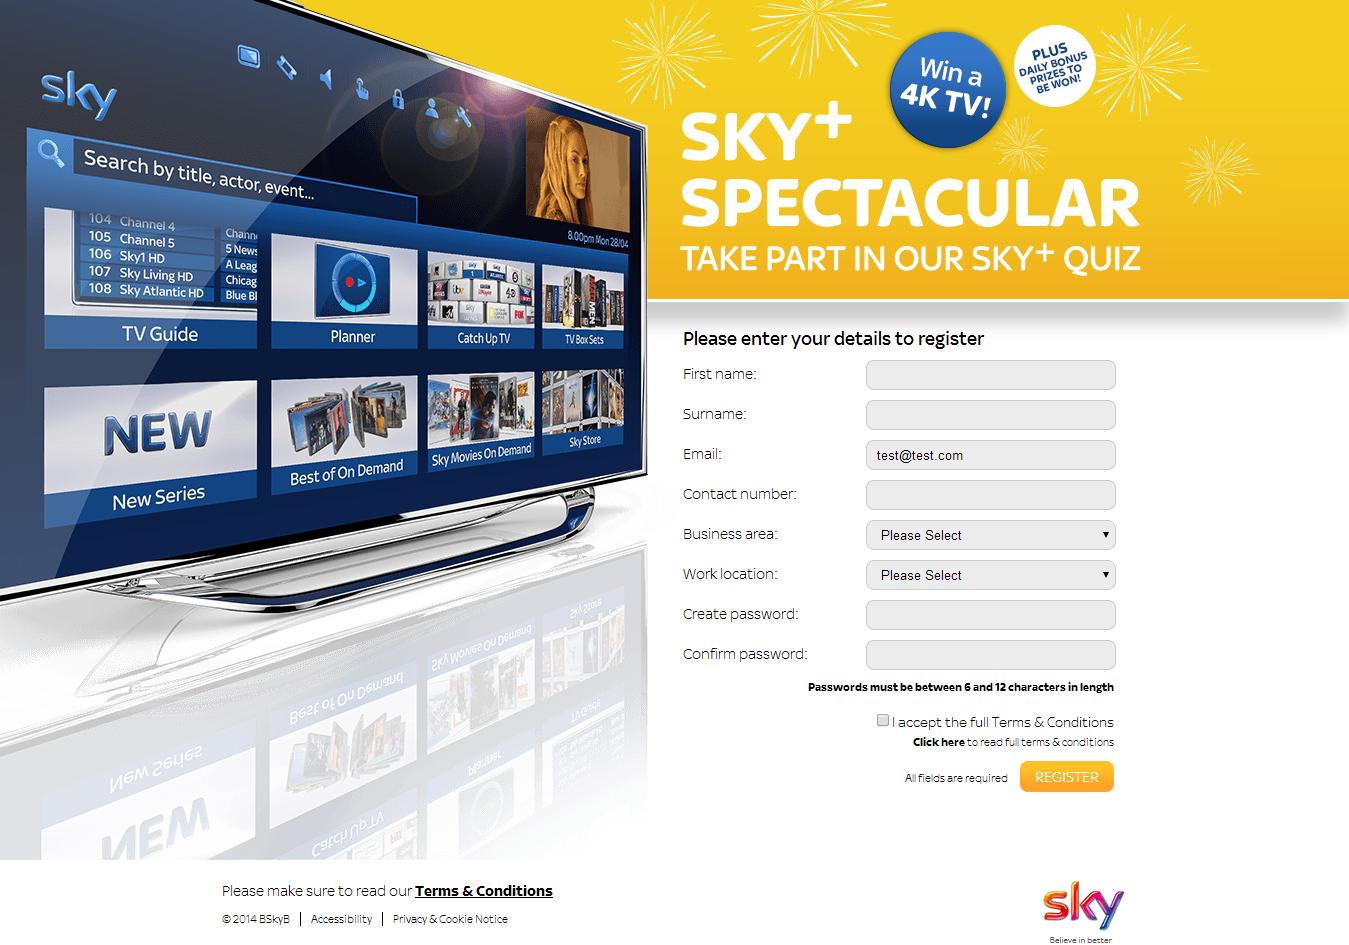 sky
Search by title, actor, event...
8.00pm Mon 28/04
104 Channel 4
105 Channel 5
106 Sky1 HD
107 Sky Living HD
108 Sky Atlantic HD
Chann
5 News
A Leag
Chicag
Blue Bl
TV Guide
Planner
Catch Up TV
TV Box Sets
NEW
New Series
Best of On Demand
Sky Movies On Demand
Sky Store
Win a
4K TV!
PLUS
DAILY BONUS
PRIZES TO
BE WON!
SKY+
SPECTACULAR
TAKE PART IN OUR SKY+ QUIZ
Please enter your details to register
First name:
Surname:
Email: test@test.com
Contact number:
Business area: Please Select
Work location: Please Select
Create password:
Confirm password:
Passwords must be between 6 and 12 characters in length
I accept the full Terms & Conditions
Click here to read full terms & conditions
All fields are required REGISTER
Please make sure to read our Terms & Conditions
© 2014 BSkyB | Accessibility | Privacy & Cookie Notice
sky
Believe in better